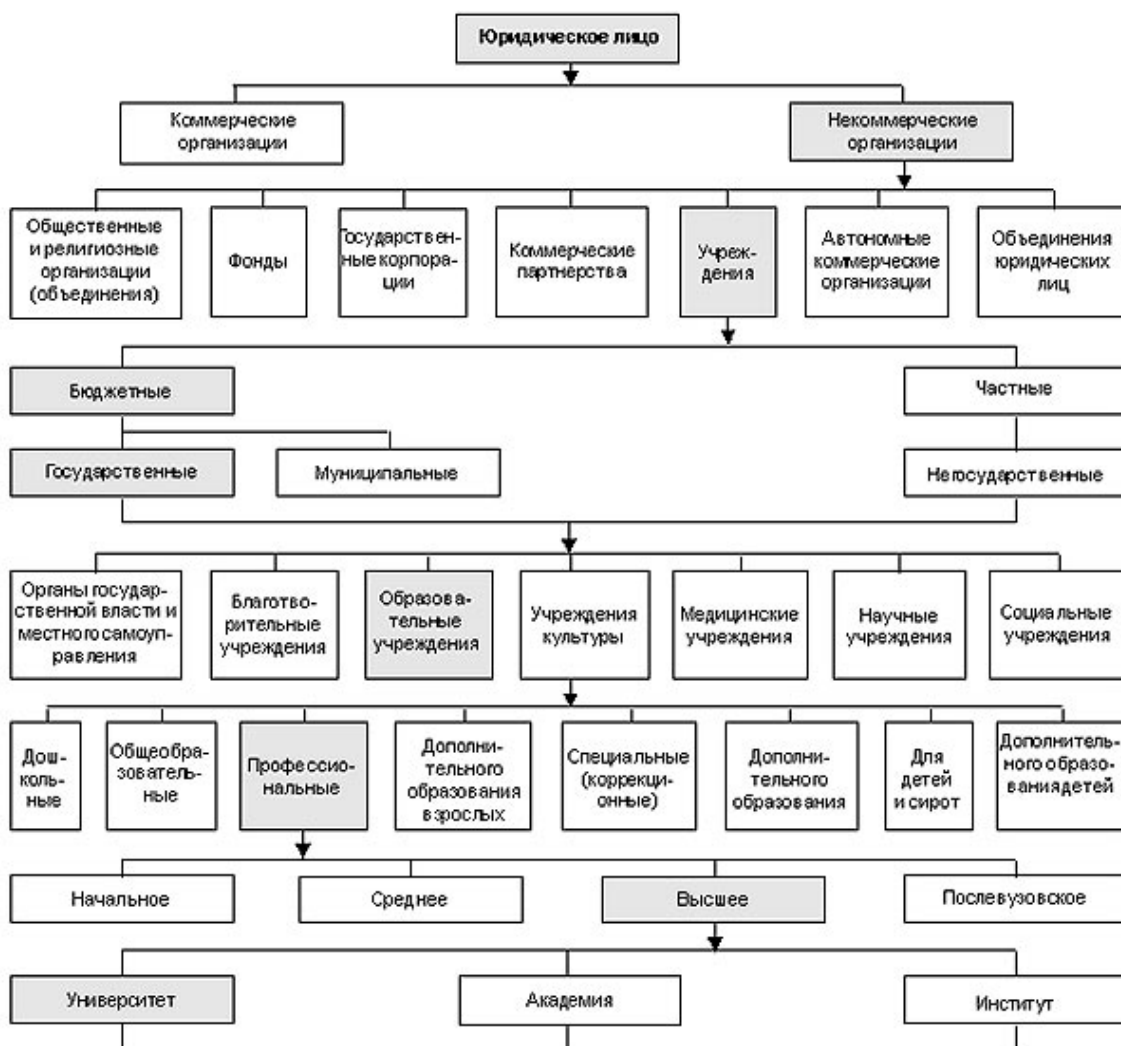 Юридическое лицо
Коммерческие
организации
Некоммерческие
организации
Общественные
и религиозные
организации
(объединения)
Фонды
Государствен-
ные корпора-
ции
Коммерческие
партнерства
Учреж-
дения
Автономные
коммерческие
организации
Объединения
юридических
лиц
Бюджетные
Частные
Государственные
Муниципальные
Негосударственные
Органы государ-
ственной власти и
местного самоуп-
равления
Благотво-
рительные
учреждения
Образова-
тельные
учреждения
Учреждения
культуры
Медицинские
учреждения
Научные
учреждения
Социальные
учреждения
Дош-
коль-
ные
Общеобра-
зователь-
ные
Профессио-
нальные
Дополни-
тельного
образования
взрослых
Специальные
(коррекци-
онные)
Дополни-
тельного
образования
Для
детей
и сирот
Дополнитель-
ного образо-
вания детей
Начальное
Среднее
Высшее
Послевузовское
Университет
Академия
Институт